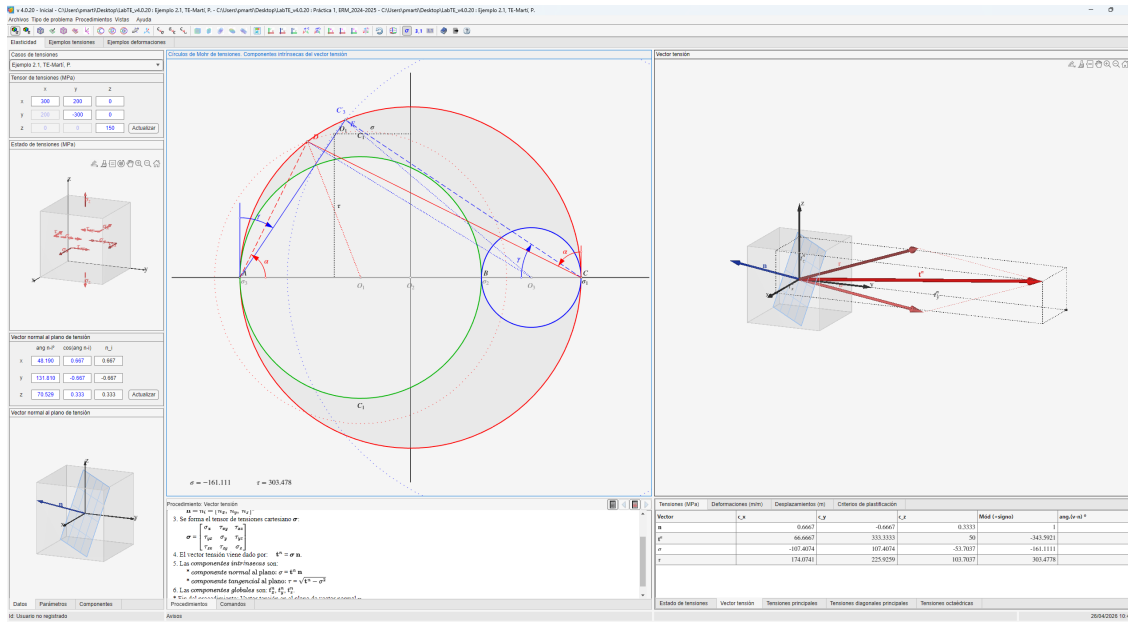 v 4.0.20 - Inicial - C:\Users\pmarti\Desktop\LabTE_v4.0.20 : Ejemplo 2.1, TE-Martí, P. - C:\Users\pmarti\Desktop\LabTE_v4.0.20 : Práctica 1, ERM_2024-2025 - C:\Users\pmarti\Desktop\LabTE_v4.0.20 : Ejemplo 2.1, TE-Martí, P.
Archivos Tipo de problema Procedimientos Vistas Ayuda
Elasticidad Ejemplos tensiones Ejemplos deformaciones
Casos de tensiones
Ejemplo 2.1, TE-Martí, P.
Tensor de tensiones (MPa)
x y z
x 300 200 0
y 200 -300 0
z 0 0 150 Actualizar
Estado de tensiones (MPa)
z
y
x
Vector normal al plano de tensión
ang n-iº cos(ang n-i) n_i
x 48.190 0.667 0.667
y 131.810 -0.667 -0.667
z 70.529 0.333 0.333 Actualizar
Vector normal al plano de tensión
z
n
x
y
Datos Parámetros Componentes
Círculos de Mohr de tensiones. Componentes intrínsecas del vector tensión
C₃
D
E
σ
τ
γ
α
γ
α
A
B
C
σ₃
σ₂
σ₁
O₁
O₂
O₃
C₁
σ = −161.111 τ = 303.478
Procedimiento: Vector tensión
3. Se forma el tensor de tensiones cartesiano σ:
4. El vector tensión viene dado por: tⁿ = σ n.
5. Las componentes intrínsecas son:
* componente normal al plano: σ = tⁿ n
* componente tangencial al plano: τ = √tⁿ − σ²
6. Las componentes globales son:
Procedimientos Comandos
Vector tensión
z
n
tⁿ
x
y
Tensiones (MPa) Deformaciones (m/m) Desplazamientos (m) Criterios de plastificación
Vector c_x c_y c_z Mód (+signo) ang.(v-n) º
n 0.6667 -0.6667 0.3333 1
tⁿ 66.6667 333.3333 50 -343.5921
σ -107.4074 107.4074 -53.7037 -161.1111
τ 174.0741 225.9259 103.7037 303.4778
Estado de tensiones Vector tensión Tensiones principales Tensiones diagonales principales Tensiones octaédricas
Id: Usuario no registrado
Avisos